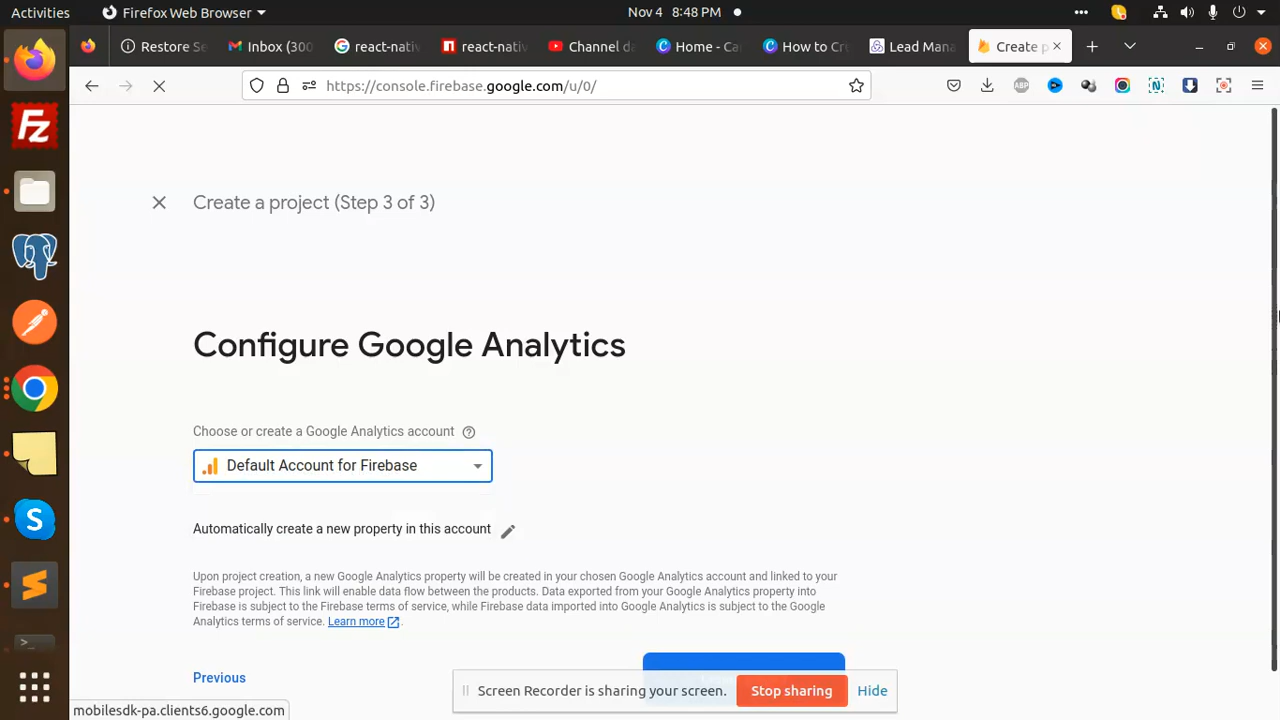 Activities
Firefox Web Browser
Nov 4 8:48 PM
Restore Se
Inbox (300
react-nati
react-nativ
Channel da
Home - Ca
How to Cr
Lead Mana
Create p
https://console.firebase.google.com/u/0/
ABP
N
Create a project (Step 3 of 3)
Configure Google Analytics
Choose or create a Google Analytics account
Default Account for Firebase
Automatically create a new property in this account
Upon project creation, a new Google Analytics property will be created in your chosen Google Analytics account and linked to your
Firebase project. This link will enable data flow between the products. Data exported from your Google Analytics property into
Firebase is subject to the Firebase terms of service, while Firebase data imported into Google Analytics is subject to the Google
Analytics terms of service. Learn more.
Previous
Screen Recorder is sharing your screen.
Stop sharing
Hide
mobilesdk-pa.clients6.google.com